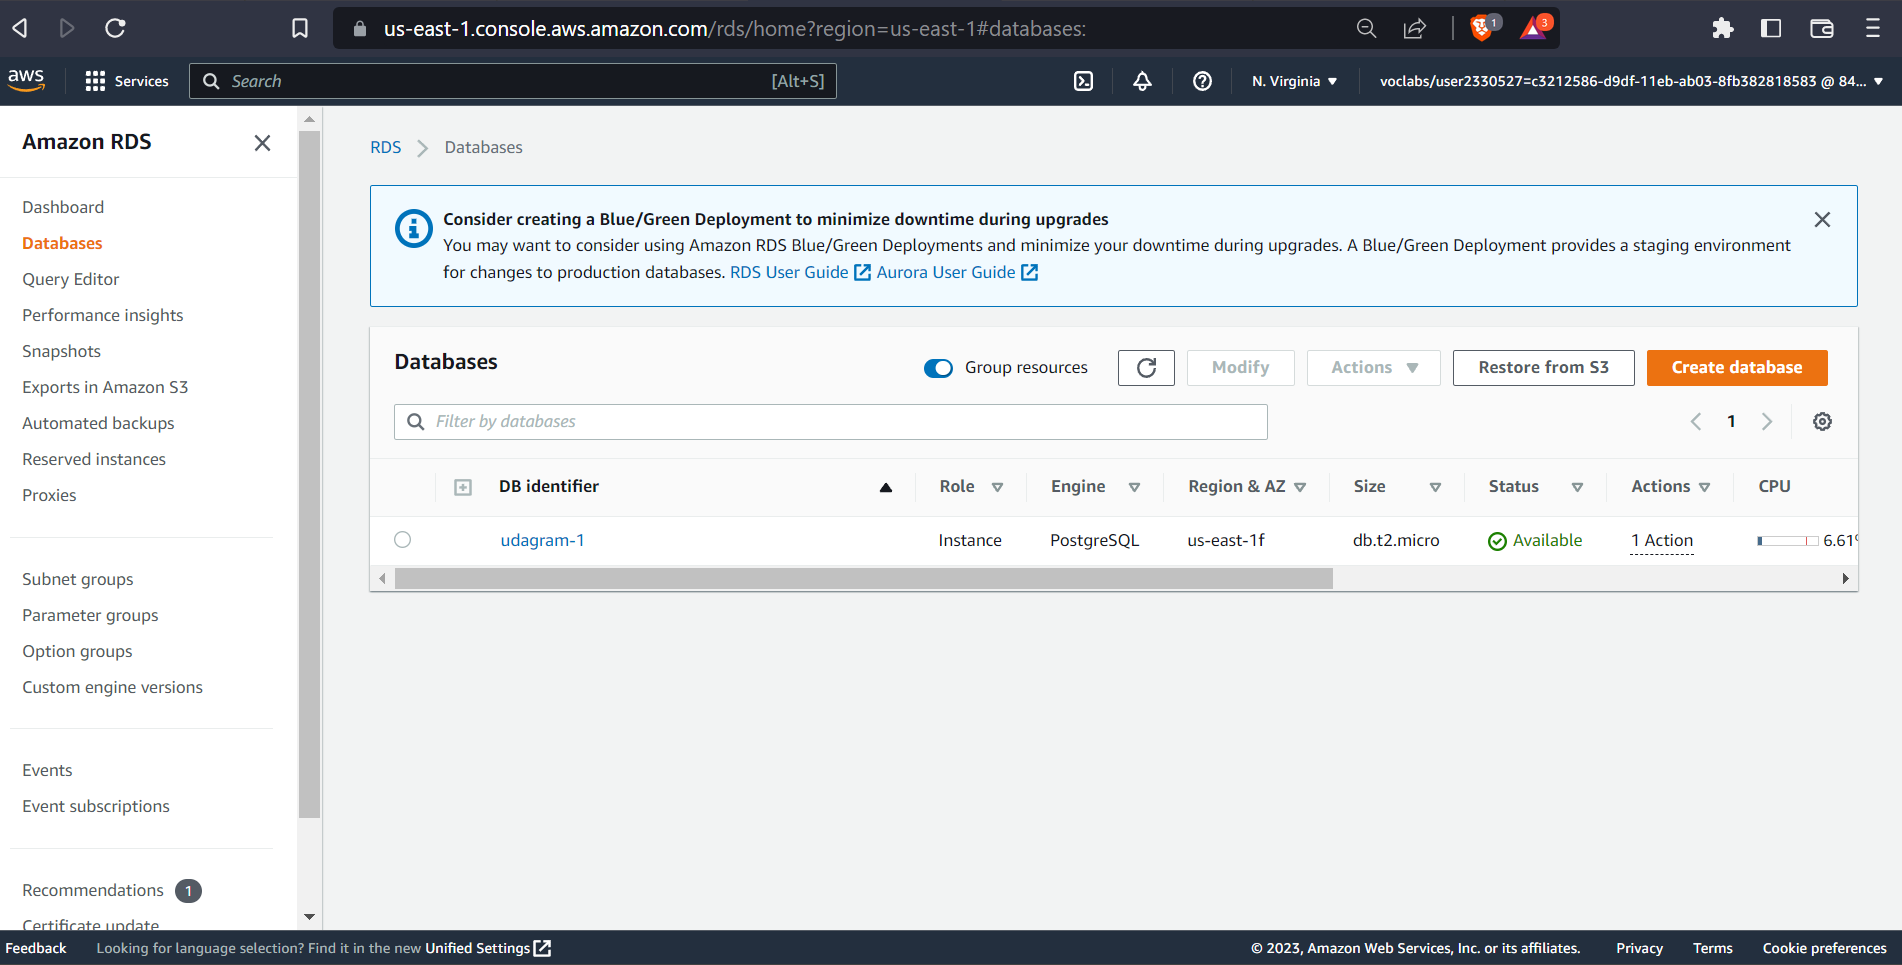 us-east-1.console.aws.amazon.com/rds/home?region=us-east-1#databases:
1
3
aws
Services
Search
[Alt+S]
N. Virginia
voclabs/user2330527=c3212586-d9df-11eb-ab03-8fb382818583 @ 84...
Amazon RDS
Dashboard
Databases
Query Editor
Performance insights
Snapshots
Exports in Amazon S3
Automated backups
Reserved instances
Proxies
Subnet groups
Parameter groups
Option groups
Custom engine versions
Events
Event subscriptions
Recommendations 1
Certificate update
RDS > Databases
Consider creating a Blue/Green Deployment to minimize downtime during upgrades
You may want to consider using Amazon RDS Blue/Green Deployments and minimize your downtime during upgrades. A Blue/Green Deployment provides a staging environment
for changes to production databases. RDS User Guide Aurora User Guide
Databases
Group resources
Modify
Actions
Restore from S3
Create database
Filter by databases
1
DB identifier Role Engine Region & AZ Size Status Actions CPU
udagram-1 Instance PostgreSQL us-east-1f db.t2.micro Available 1 Action 6.61%
Feedback Looking for language selection? Find it in the new Unified Settings
© 2023, Amazon Web Services, Inc. or its affiliates. Privacy Terms Cookie preferences